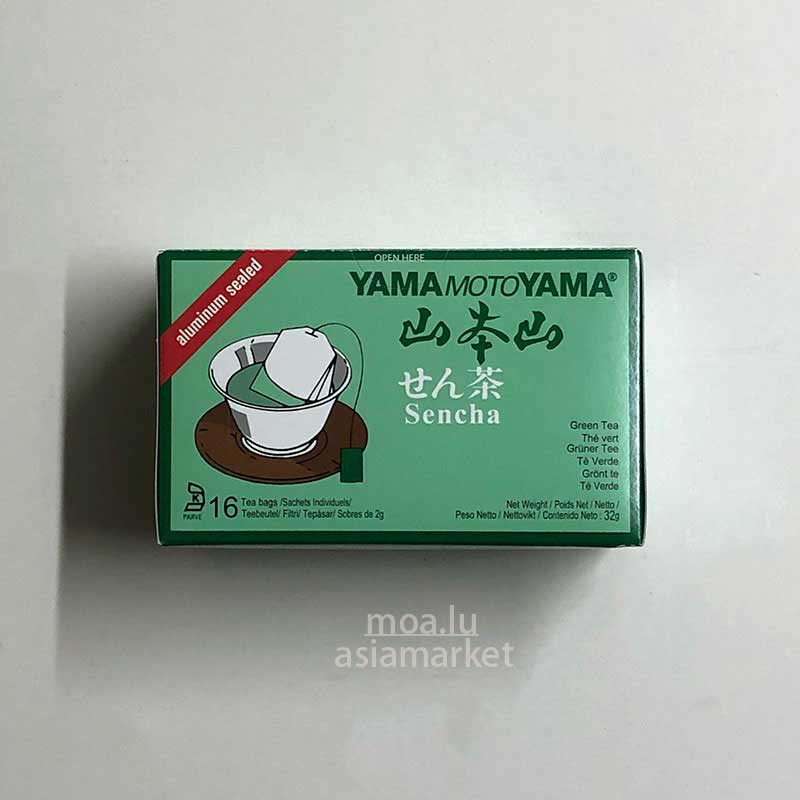 OPEN HERE
aluminum sealed
YAMAMOTOYAMA®
山本山
せん茶
Sencha
Green Tea
Thé vert
Grüner Tee
Tè Verde
Grönt te
Té Verde
K
PARVE
16 Tea bags /Sachets Individuels/
Teebeutel/ Filtri/ Tepåsar/ Sobres de 2g
Net Weight / Poids Net / Netto /
Peso Netto / Nettovikt / Contenido Neto : 32g
moa.lu
asiamarket